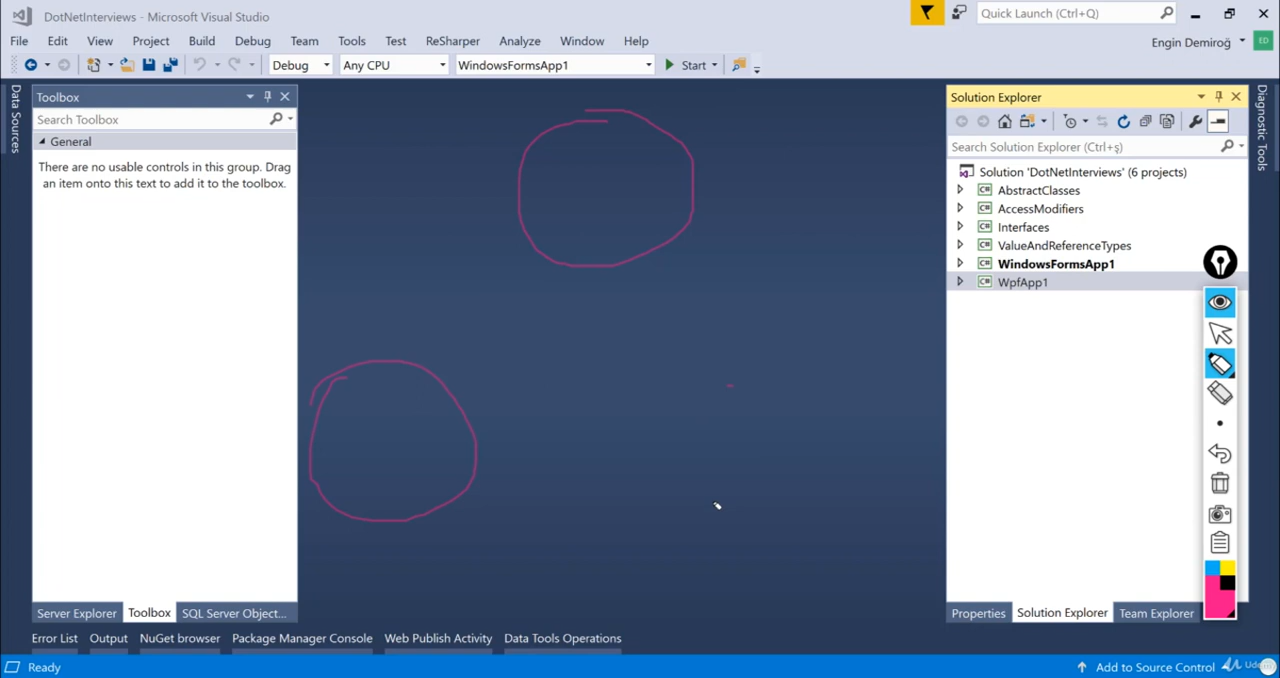 DotNetInterviews - Microsoft Visual Studio
Quick Launch (Ctrl+Q)
File Edit View Project Build Debug Team Tools Test ReSharper Analyze Window Help
Engin Demiroğ ED
Debug Any CPU WindowsFormsApp1 Start
Data Sources
Toolbox
Search Toolbox
General
There are no usable controls in this group. Drag
an item onto this text to add it to the toolbox.
Server Explorer Toolbox SQL Server Object...
Solution Explorer
Search Solution Explorer (Ctrl+ş)
Solution 'DotNetInterviews' (6 projects)
C# AbstractClasses
C# AccessModifiers
C# Interfaces
C# ValueAndReferenceTypes
C# WindowsFormsApp1
C# WpfApp1
Properties Solution Explorer Team Explorer
Diagnostic Tools
Error List Output NuGet browser Package Manager Console Web Publish Activity Data Tools Operations
Ready
Add to Source Control
Udemy